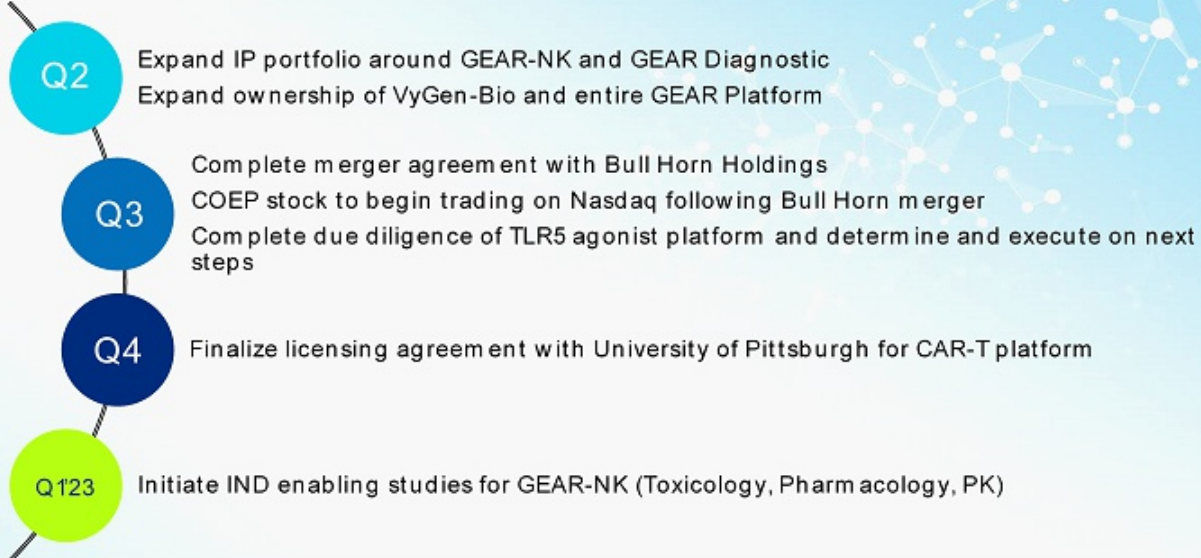 Q2
Expand IP portfolio around GEAR-NK and GEAR Diagnostic
Expand ownership of VyGen-Bio and entire GEAR Platform
Q3
Complete merger agreement with Bull Horn Holdings
COEP stock to begin trading on Nasdaq following Bull Horn merger
Complete due diligence of TLR5 agonist platform and determine and execute on next
steps
Q4
Finalize licensing agreement with University of Pittsburgh for CAR-T platform
Q1'23
Initiate IND enabling studies for GEAR-NK (Toxicology, Pharmacology, PK)